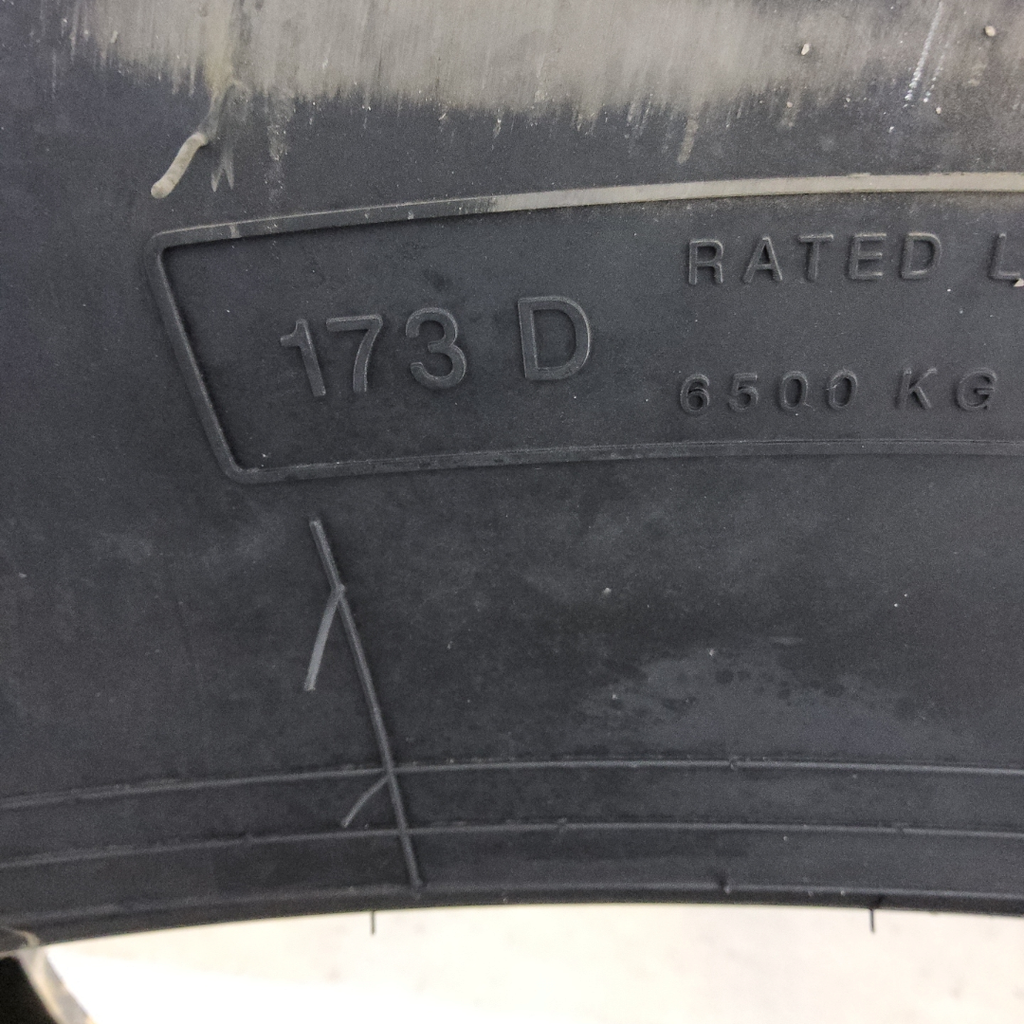 173 D
RATED L
6500 KG